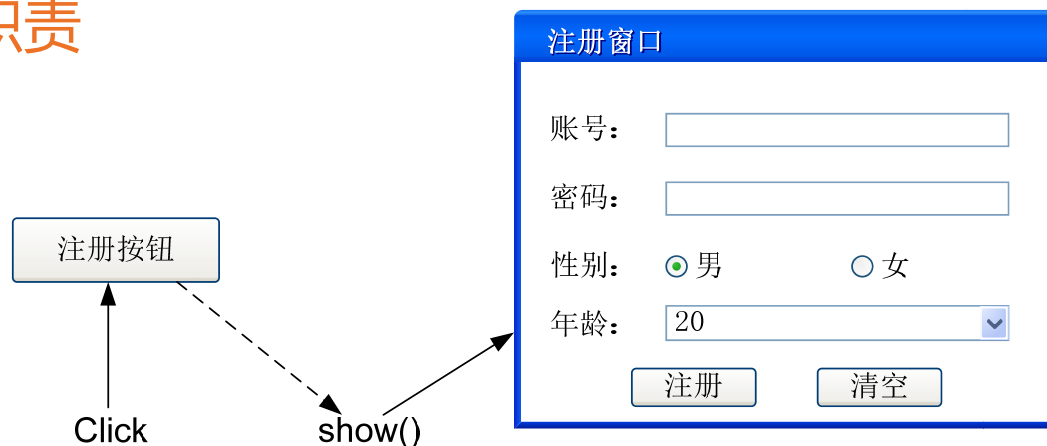 职责
注册窗口
账号：
密码：
注册按钮
性别： 男 女
年龄： 20
注册 清空
Click show()